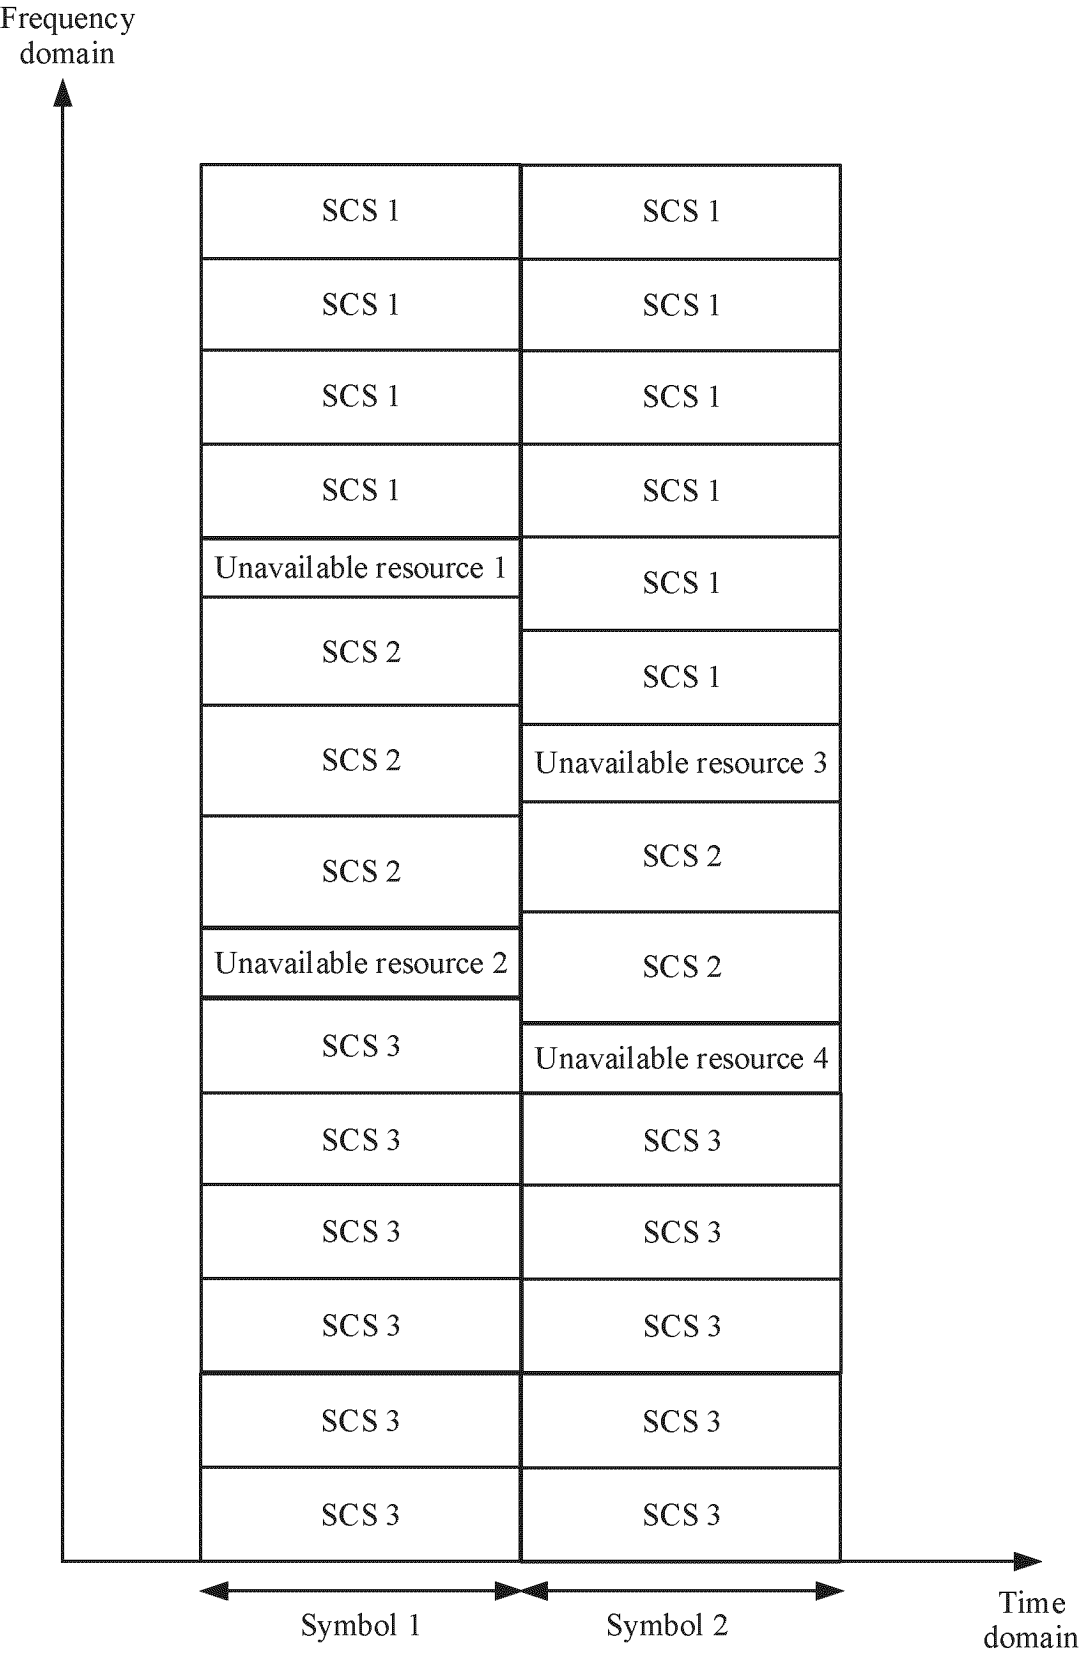 Frequency
domain
SCS 1
SCS 1
SCS 1
SCS 1
Unavailable resource 1
SCS 2
SCS 2
SCS 2
Unavailable resource 2
SCS 3
SCS 3
SCS 3
SCS 3
SCS 3
SCS 3
SCS 1
SCS 1
SCS 1
SCS 1
SCS 1
SCS 1
Unavailable resource 3
SCS 2
SCS 2
Unavailable resource 4
SCS 3
SCS 3
SCS 3
SCS 3
SCS 3
Symbol 1
Symbol 2
Time
domain